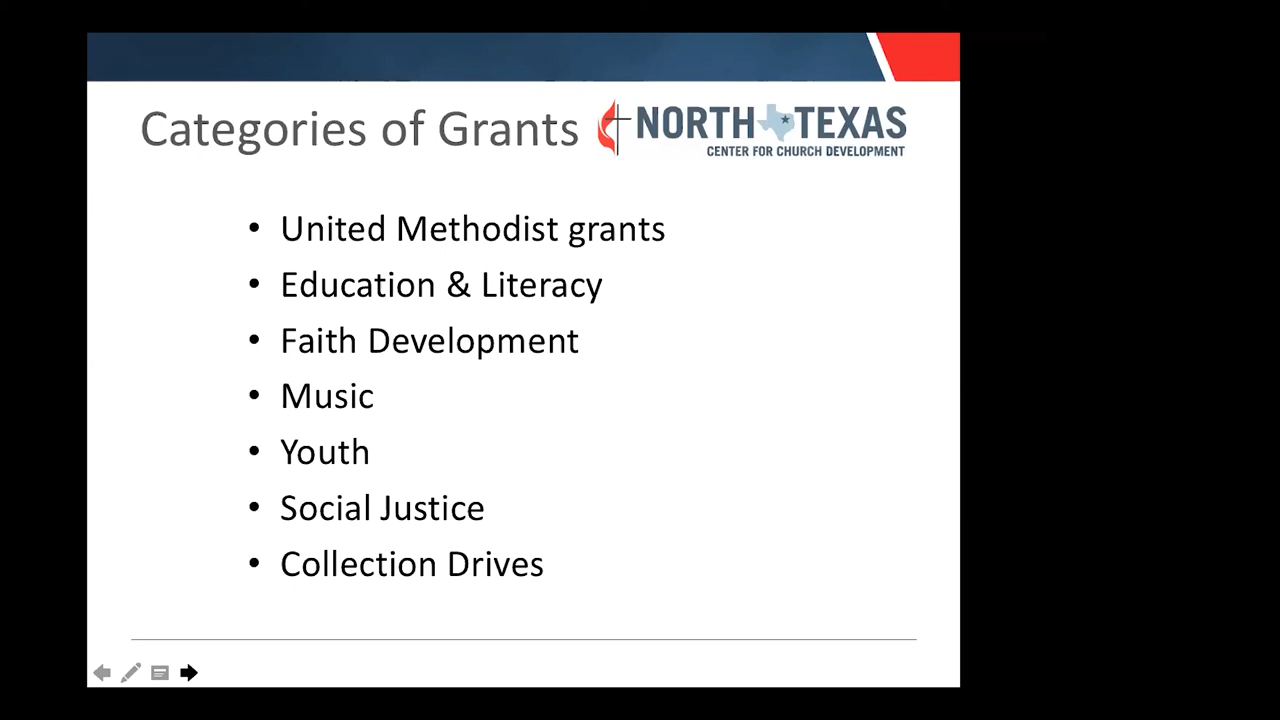 Categories of Grants
NORTH TEXAS
CENTER FOR CHURCH DEVELOPMENT
• United Methodist grants
• Education & Literacy
• Faith Development
• Music
• Youth
• Social Justice
• Collection Drives